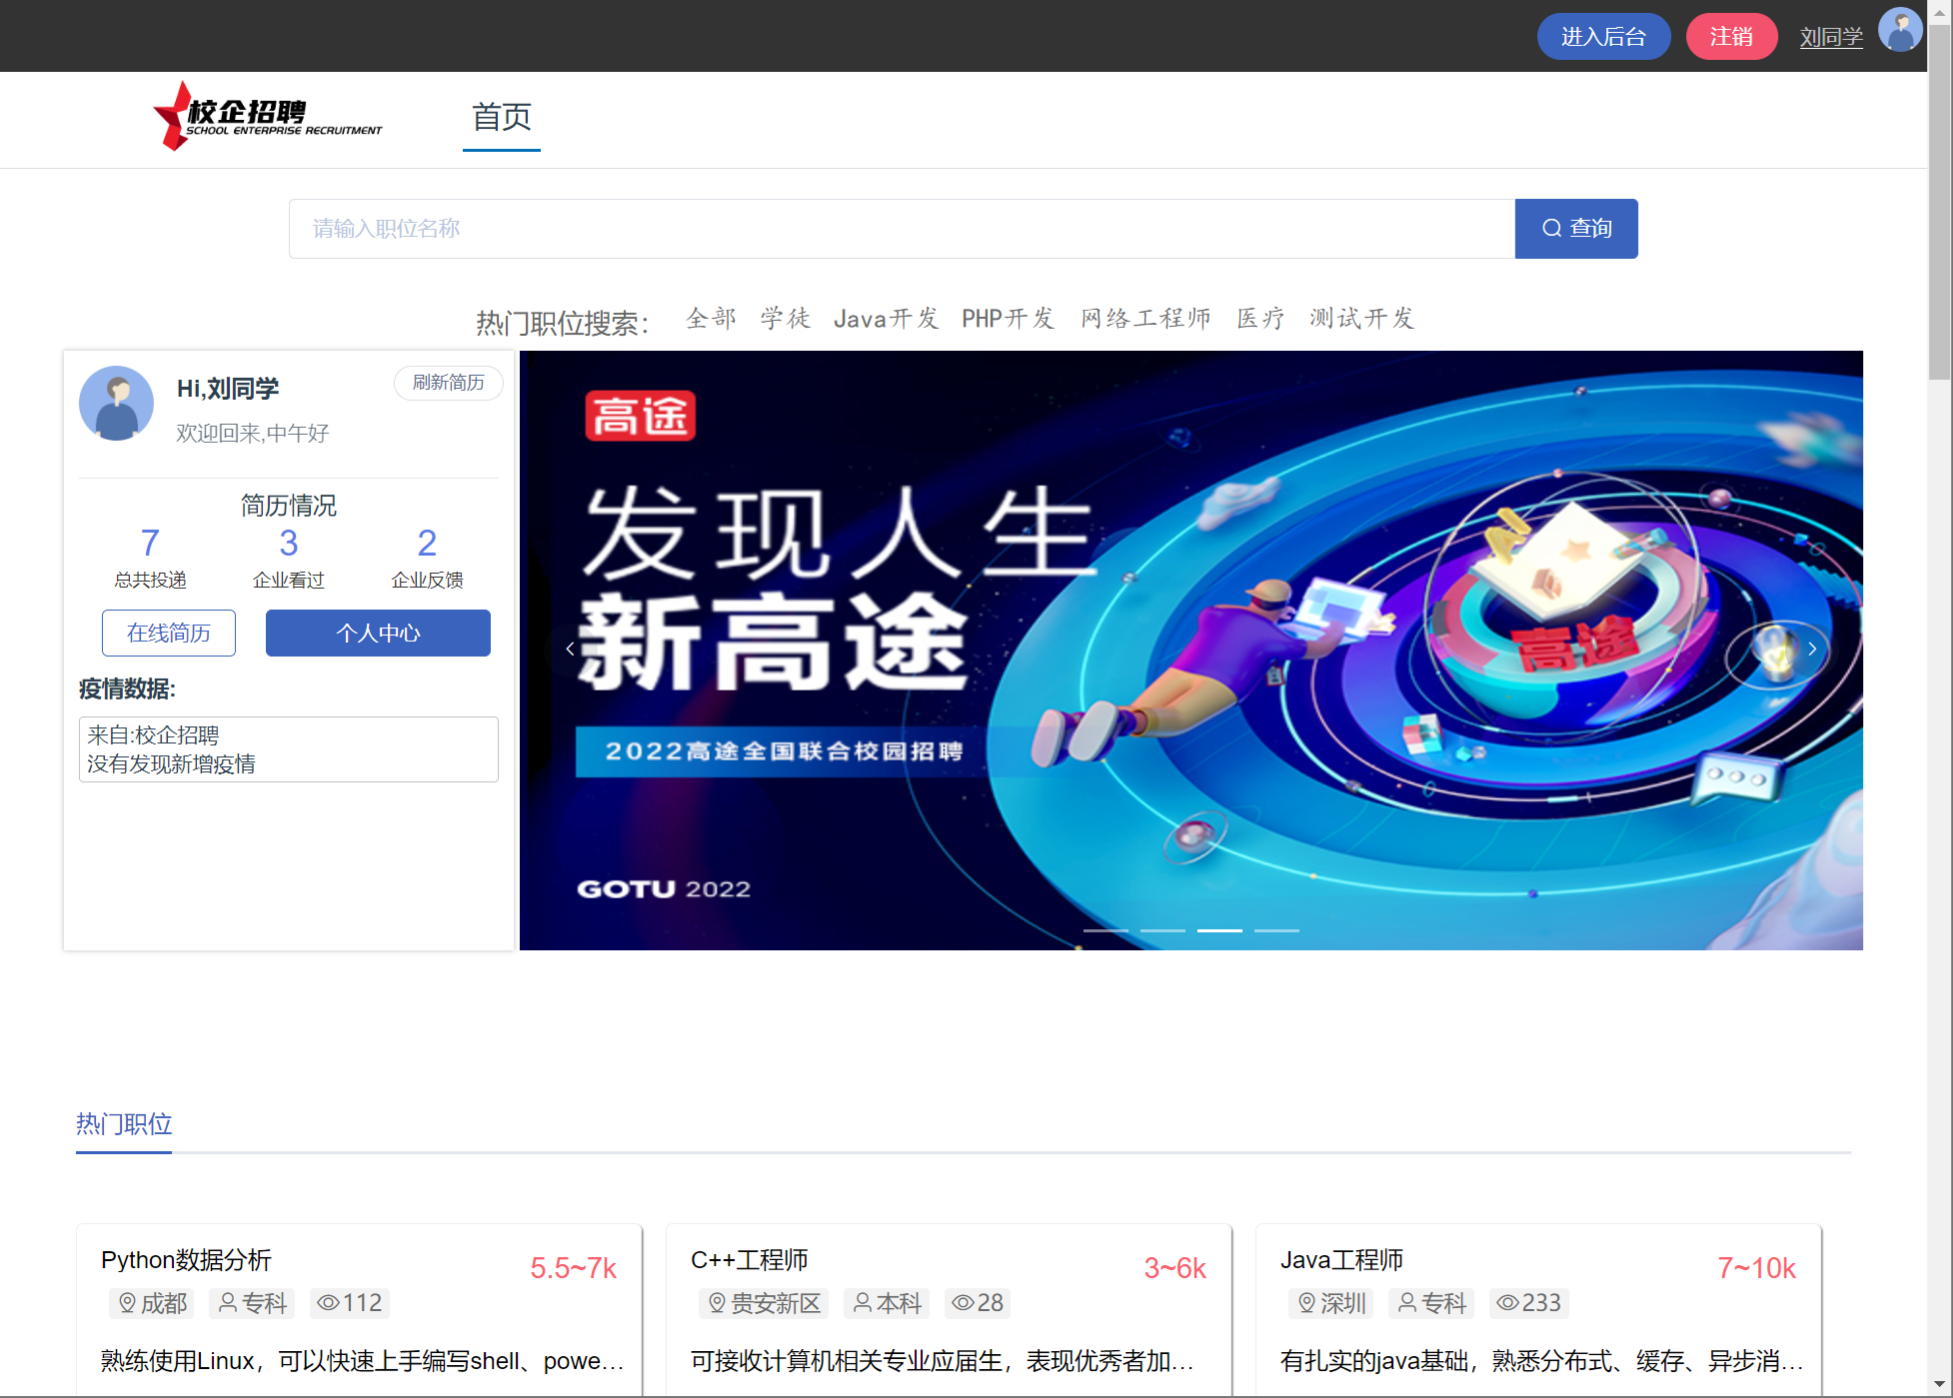 进入后台 注销 刘同学
校企招聘
SCHOOL ENTERPRISE RECRUITMENT
首页
请输入职位名称 查询
热门职位搜索: 全部 学徒 Java开发 PHP开发 网络工程师 医疗 测试开发
Hi,刘同学 刷新简历
欢迎回来,中午好
简历情况
7 3 2
总共投递 企业看过 企业反馈
在线简历 个人中心
疫情数据:
来自:校企招聘
没有发现新增疫情
高途
发现人生
新高途
高途
2022高途全国联合校园招聘
GOTU 2022
热门职位
Python数据分析 5.5~7k
成都 专科 112
熟练使用Linux，可以快速上手编写shell、powe...
C++工程师 3~6k
贵安新区 本科 28
可接收计算机相关专业应届生，表现优秀者加...
Java工程师 7~10k
深圳 专科 233
有扎实的java基础，熟悉分布式、缓存、异步消...